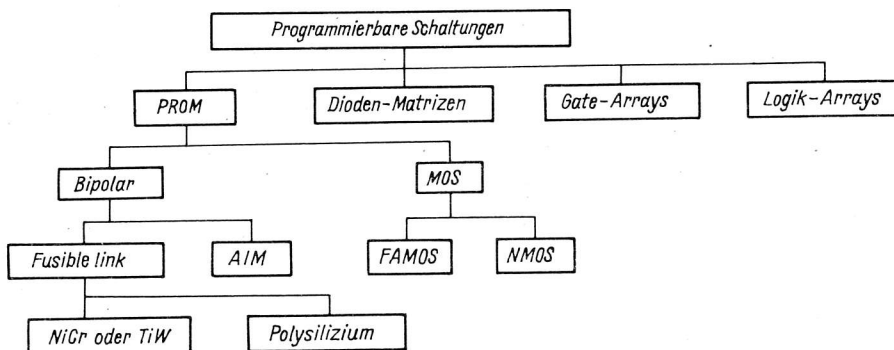 Programmierbare Schaltungen
PROM
Dioden-Matrizen
Gate-Arrays
Logik-Arrays
Bipolar
MOS
Fusible link
AIM
FAMOS
NMOS
NiCr oder TiW
Polysilizium